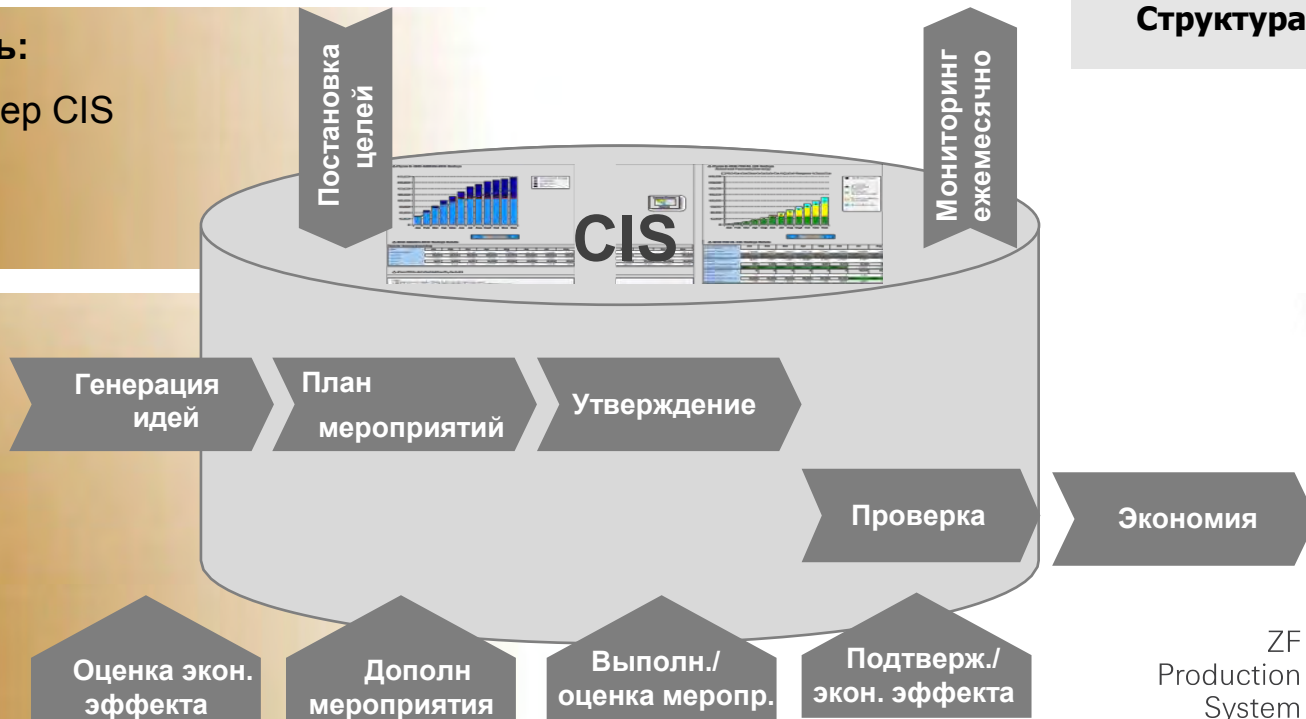 ь:
ер CIS
Постановка
целей
Мониторинг
ежемесячно
Структура
CIS
Генерация
идей
План
мероприятий
Утверждение
Проверка
Экономия
Оценка экон.
эффекта
Дополн
мероприятия
Выполн./
оценка меропр.
Подтверж./
экон. эффекта
ZF
Production
System